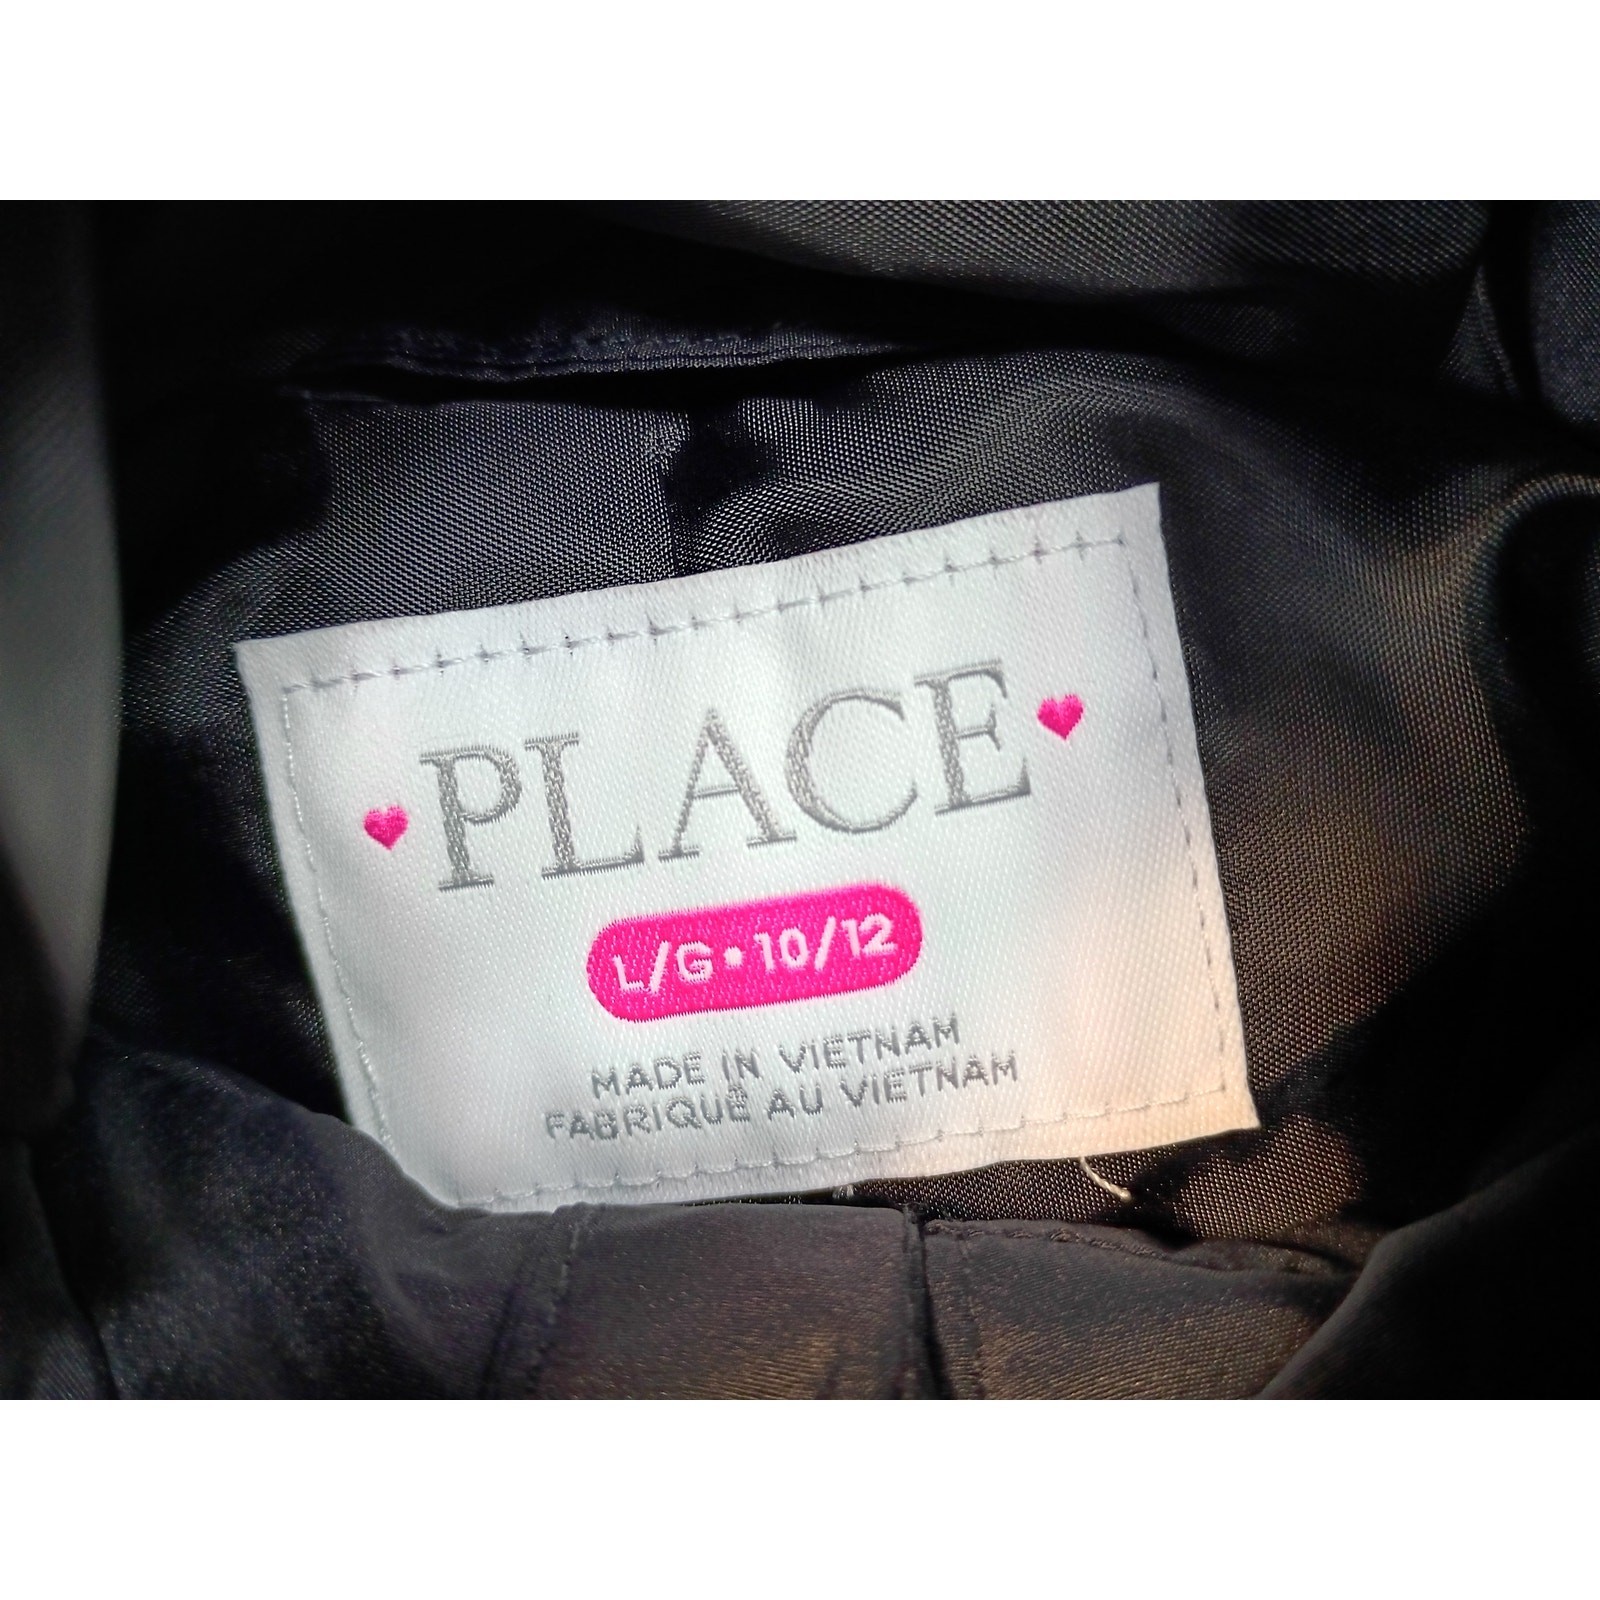 PLACE
L/G • 10/12
MADE IN VIETNAM
FABRIQUÉ AU VIETNAM